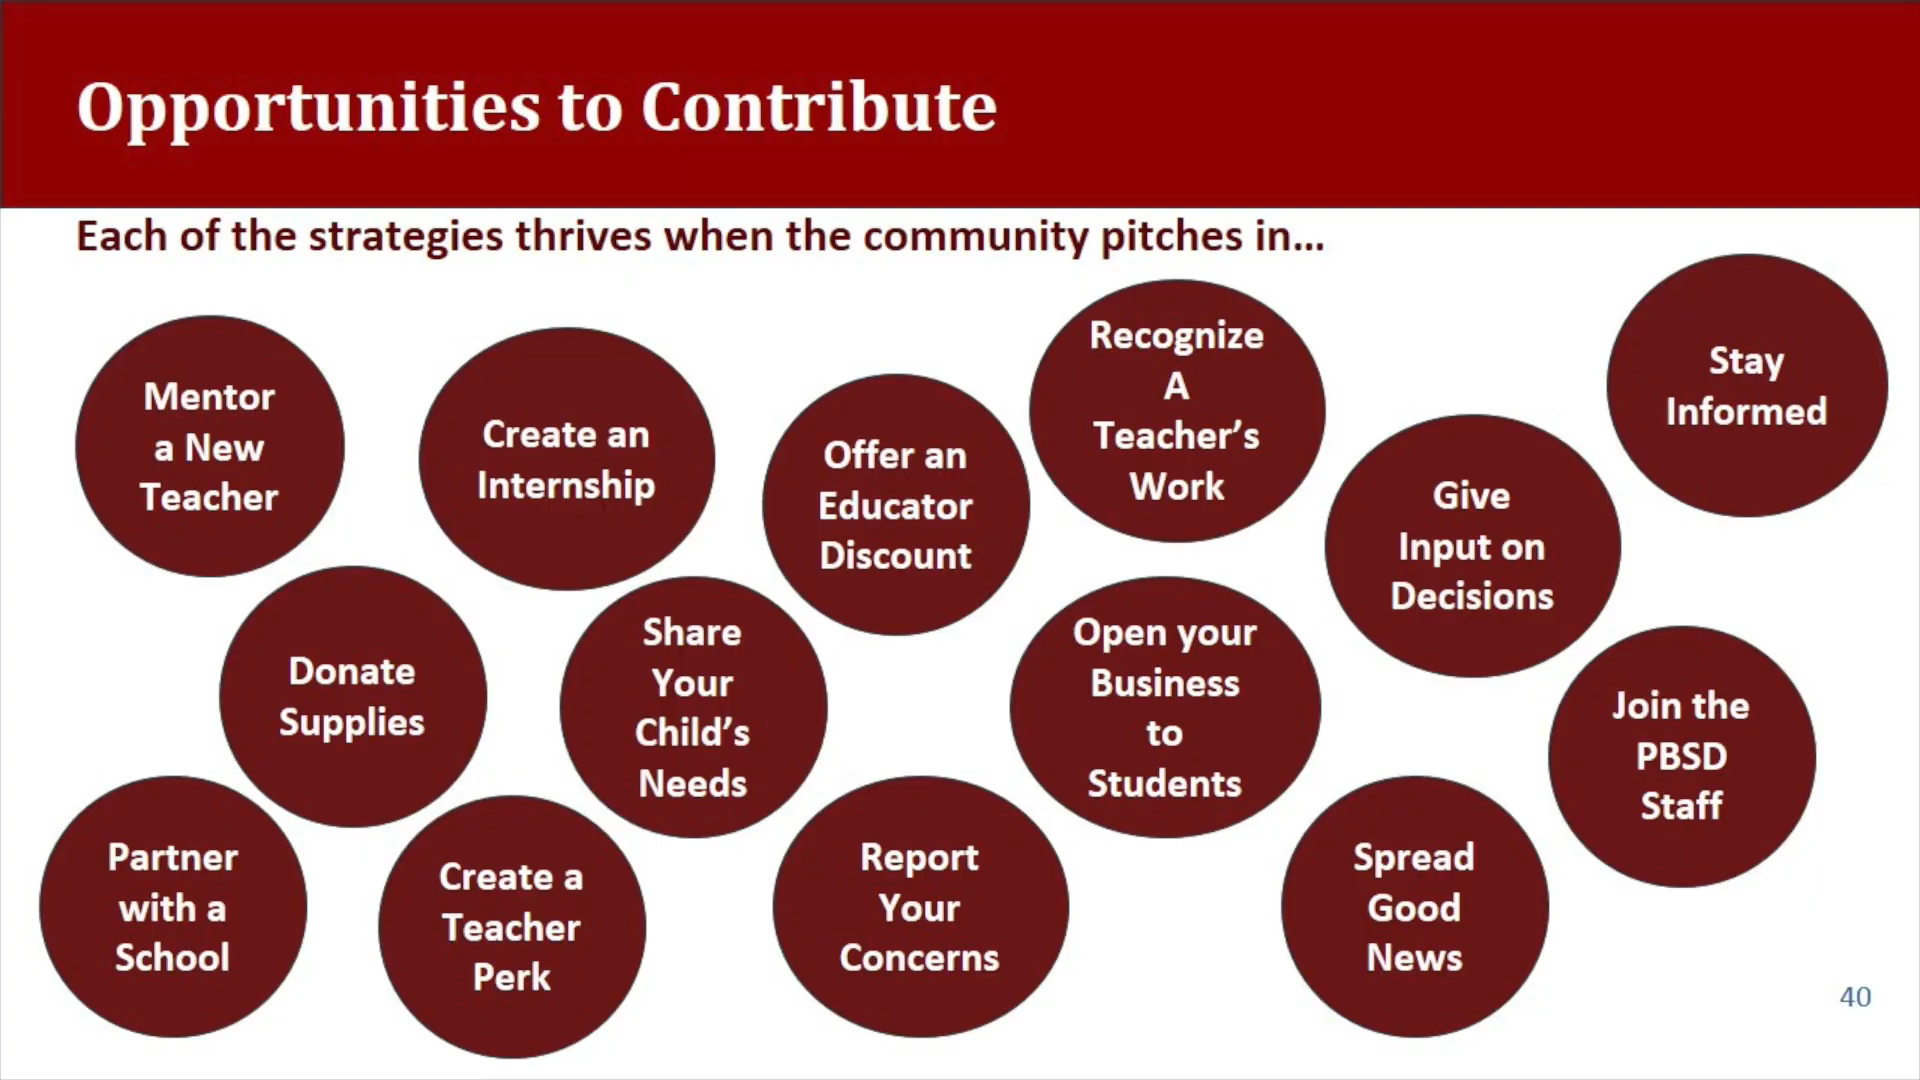 Opportunities to Contribute
Each of the strategies thrives when the community pitches in...
Mentor
a New
Teacher
Create an
Internship
Offer an
Educator
Discount
Recognize
A
Teacher's
Work
Give
Input on
Decisions
Stay
Informed
Donate
Supplies
Share
Your
Child's
Needs
Open your
Business
to
Students
Join the
PBSD
Staff
Partner
with a
School
Create a
Teacher
Perk
Report
Your
Concerns
Spread
Good
News
40